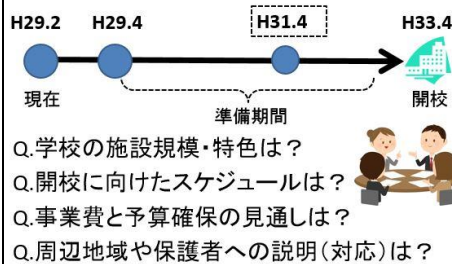 H29.2 H29.4 H31.4 H33.4
現在 開校
準備期間
Q.学校の施設規模・特色は？
Q.開校に向けたスケジュールは？
Q.事業費と予算確保の見通しは？
Q.周辺地域や保護者への説明(対応)は？